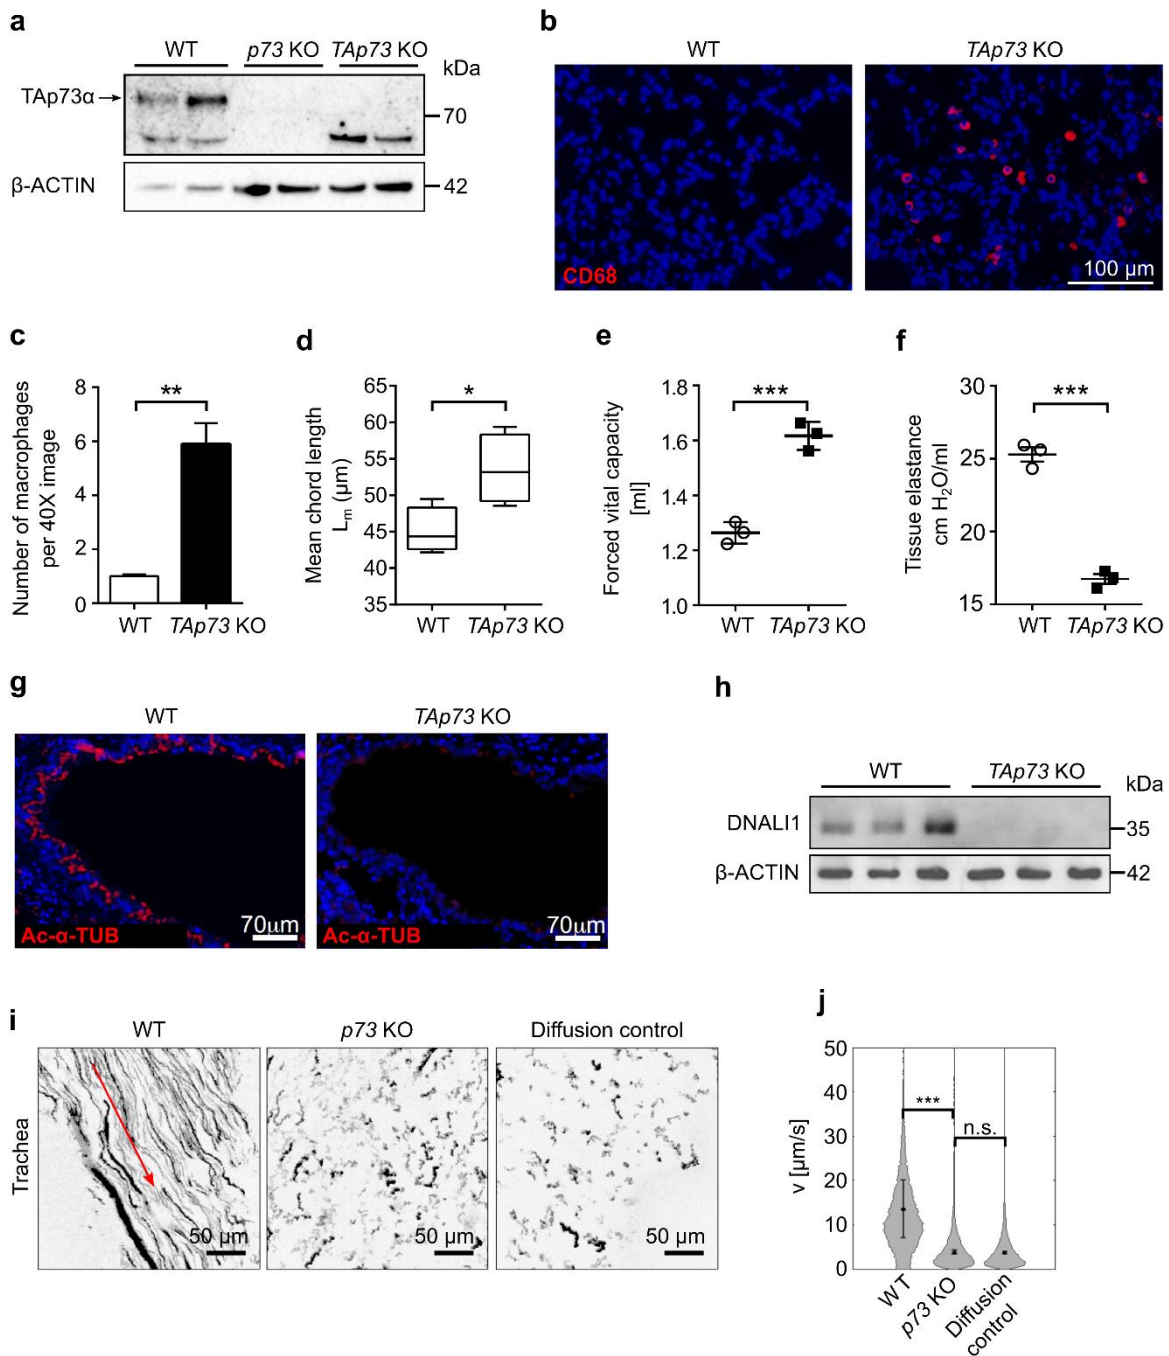 a
WT p73 KO TAp73 KO
kDa
TAp73α
70
β-ACTIN
42
b
WT TAp73 KO
CD68
100 µm
c
Number of macrophages
per 40X image
8
6
4
2
0
**
WT TAp73 KO
d
Mean chord length
Lm (µm)
65
60
55
50
45
40
35
*
WT TAp73 KO
e
Forced vital capacity
[ml]
1.8
1.6
1.4
1.2
1.0
***
WT TAp73 KO
f
Tissue elastance
cm H₂O/ml
30
25
20
15
***
WT TAp73 KO
g
WT TAp73 KO
Ac-α-TUB
70µm
Ac-α-TUB
70µm
h
WT TAp73 KO
kDa
DNALI1
35
β-ACTIN
42
i
WT p73 KO Diffusion control
Trachea
50 µm
50 µm
50 µm
j
v [µm/s]
50
40
30
20
10
0
***
n.s.
WT
p73 KO
Diffusion
control